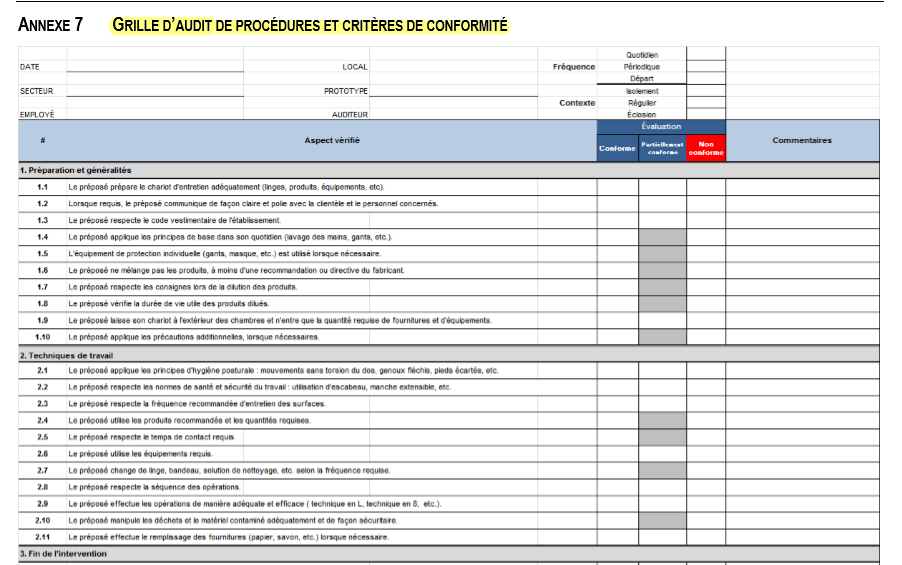 ANNEXE 7 GRILLE D'AUDIT DE PROCÉDURES ET CRITÈRES DE CONFORMITÉ
Quotidien
DATE LOCAL Fréquence Périodique
Départ
SECTEUR PROTOTYPE Isolement
Contexte Régulier
EMPLOYÉ AUDITEUR Éclosion
# Aspect vérifié Évaluation Commentaires
Conforme Partiellement conforme Non conforme
1. Préparation et généralités
1.1 Le préposé prépare le chariot d'entretien adéquatement (linges, produits, équipements, etc).
1.2 Lorsque requis, le préposé communique de façon claire et polie avec la clientèle et le personnel concernés.
1.3 Le préposé respecte le code vestimentaire de l'établissement.
1.4 Le préposé applique les principes de base dans son quotidien (lavage des mains, gants, etc.).
1.5 L'équipement de protection individuelle (gants, masque, etc.) est utilisé lorsque nécessaire.
1.6 Le préposé ne mélange pas les produits, à moins d'une recommandation ou directive du fabricant.
1.7 Le préposé respecte les consignes lors de la dilution des produits.
1.8 Le préposé vérifie la durée de vie utile des produits dilués.
1.9 Le préposé laisse son chariot à l'extérieur des chambres et n'entre que la quantité requise de fournitures et d'équipements.
1.10 Le préposé applique les précautions additionnelles, lorsque nécessaires.
2. Techniques de travail
2.1 Le préposé applique les principes d'hygiène posturale : mouvements sans torsion du dos, genoux fléchis, pieds écartés, etc.
2.2 Le préposé respecte les normes de santé et sécurité du travail : utilisation d'escabeau, manche extensible, etc.
2.3 Le préposé respecte la fréquence recommandée d'entretien des surfaces.
2.4 Le préposé utilise les produits recommandés et les quantités requises.
2.5 Le préposé respecte le temps de contact requis.
2.6 Le préposé utilise les équipements requis.
2.7 Le préposé change de linge, bandeau, solution de nettoyage, etc. selon la fréquence requise.
2.8 Le préposé respecte la séquence des opérations.
2.9 Le préposé effectue les opérations de manière adéquate et efficace ( technique en L, technique en 8, etc.).
2.10 Le préposé manipule les déchets et le matériel contaminé adéquatement et de façon sécuritaire.
2.11 Le préposé effectue le remplissage des fournitures (papier, savon, etc.) lorsque nécessaire.
3. Fin de l'intervention